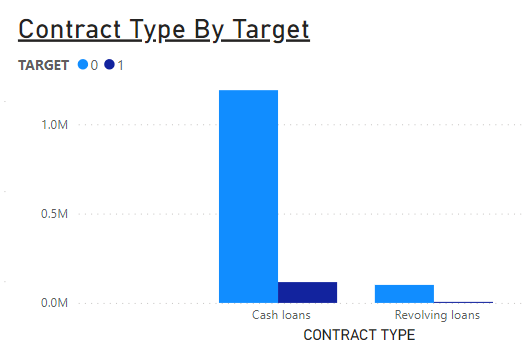 Contract Type By Target
TARGET 0 1
1.0M
0.5M
0.0M
Cash loans Revolving loans
CONTRACT TYPE